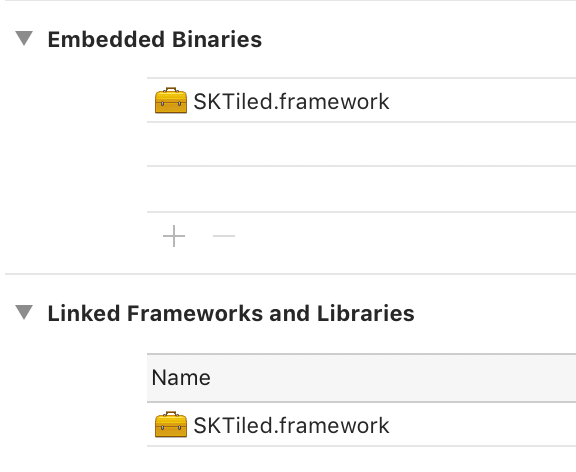 Embedded Binaries
SKTiled.framework
Linked Frameworks and Libraries
Name
SKTiled.framework